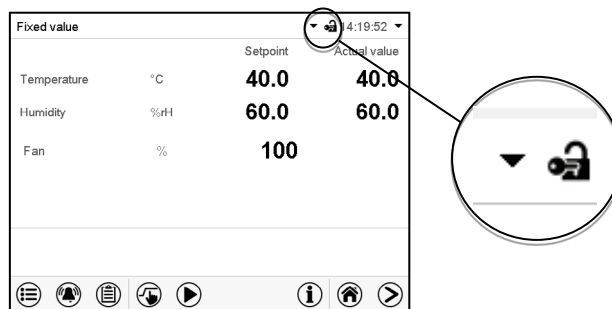 Fixed value 14:19:52
Setpoint Actual value
Temperature °C 40.0 40.0
Humidity %rH 60.0 60.0
Fan % 100